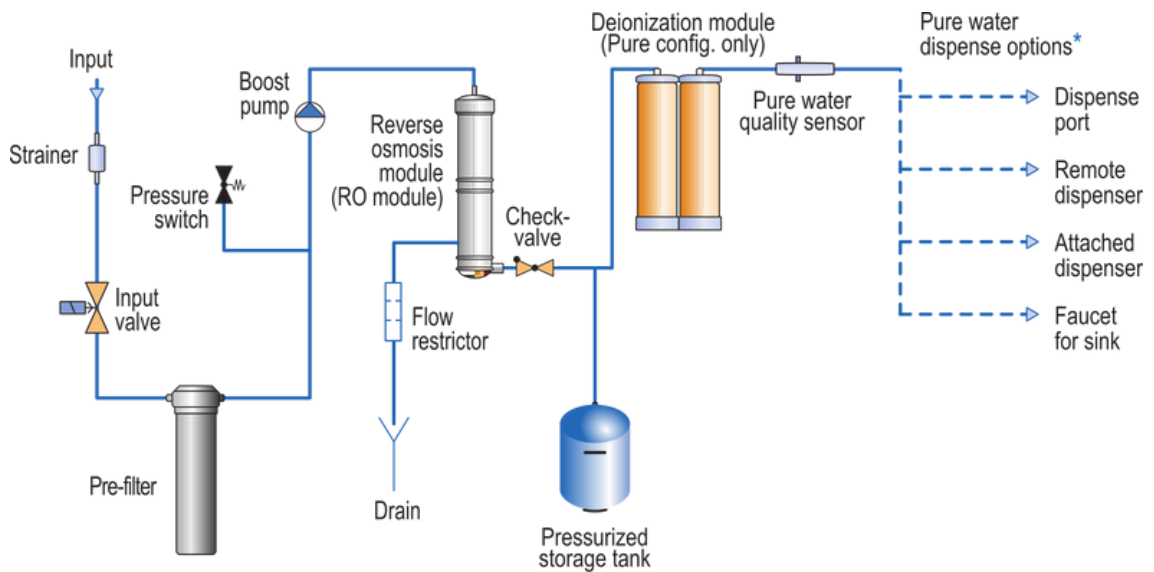 Input
Strainer
Input
valve
Pre-filter
Pressure
switch
Boost
pump
Reverse
osmosis
module
(RO module)
Flow
restrictor
Drain
Check-
valve
Pressurized
storage tank
Deionization module
(Pure config. only)
Pure water
quality sensor
Pure water
dispense options*
Dispense
port
Remote
dispenser
Attached
dispenser
Faucet
for sink